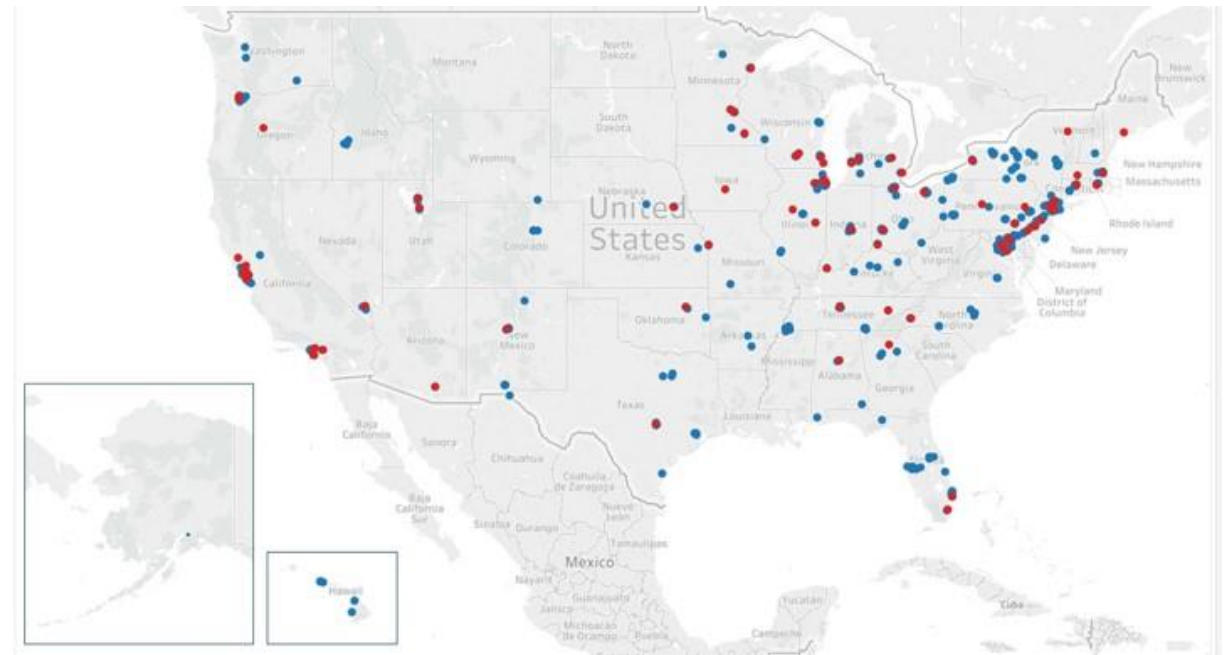 Washington
Montana
North
Dakota
Minnesota
New
Brunswick
Maine
Oregon
Idaho
South
Dakota
Wisconsin
Vermont
Wyoming
New Hampshire
Massachusetts
Iowa
Nebraska
United
States
Rhode Island
Nevada
Utah
Colorado
Kansas
Illinois
Indiana
Ohio
West
Virginia
New Jersey
Delaware
Maryland
District of
Columbia
California
Missouri
Arizona
New
Mexico
Oklahoma
Arkansas
Tennessee
North
Carolina
South
Carolina
Mississippi
Alabama
Georgia
Texas
Louisiana
Baja
California
Sonora
Chihuahua
Coahuila
de Zaragoza
Baja
California
Sur
Nuevo
León
Sinaloa
Durango
Tamaulipas
Mexico
Hawaii
Nayarit
Guanajuato
Jalisco
Michoacán
de Ocampo
Puebla
Yucatán
Campeche
Cuba